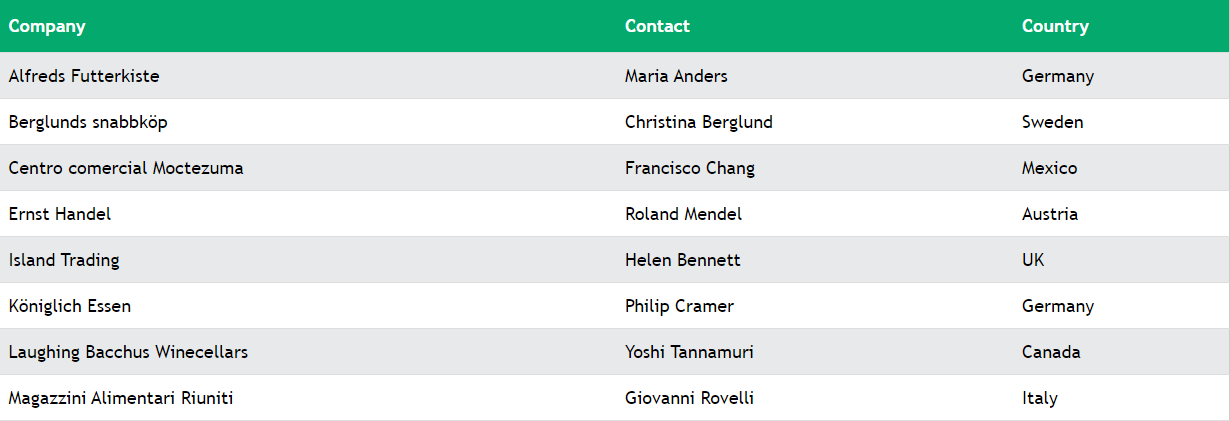 Company Contact Country
Alfreds Futterkiste Maria Anders Germany
Berglunds snabbköp Christina Berglund Sweden
Centro comercial Moctezuma Francisco Chang Mexico
Ernst Handel Roland Mendel Austria
Island Trading Helen Bennett UK
Königlich Essen Philip Cramer Germany
Laughing Bacchus Winecellars Yoshi Tannamuri Canada
Magazzini Alimentari Riuniti Giovanni Rovelli Italy